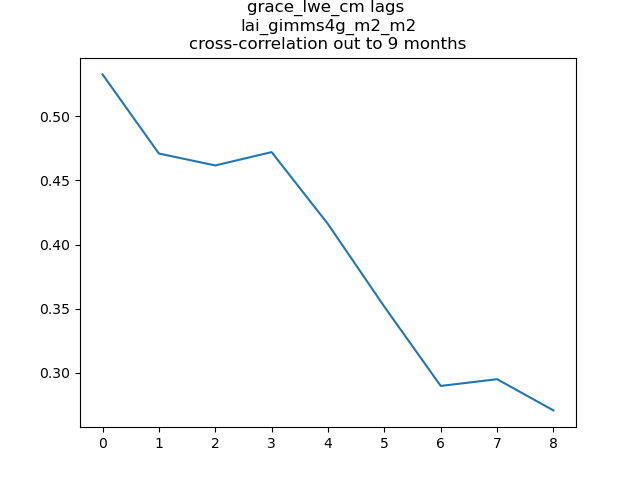 grace_lwe_cm lags
lai_gimms4g_m2_m2
cross-correlation out to 9 months
0.50
0.45
0.40
0.35
0.30
0 1 2 3 4 5 6 7 8